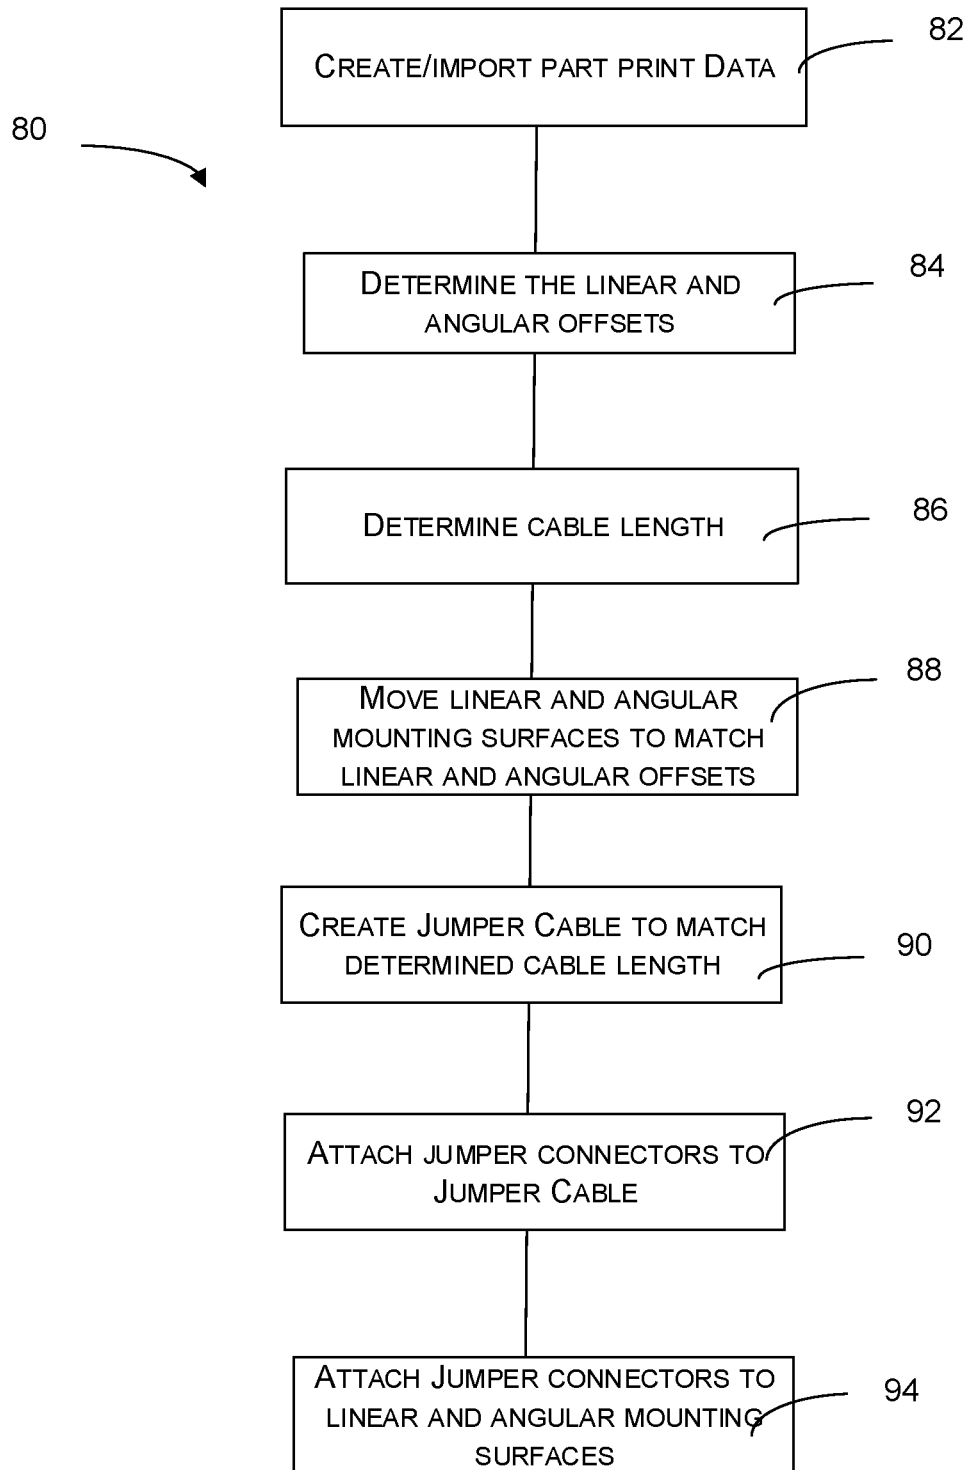 CREATE/IMPORT PART PRINT DATA
82
80
DETERMINE THE LINEAR AND
ANGULAR OFFSETS
84
DETERMINE CABLE LENGTH
86
MOVE LINEAR AND ANGULAR
MOUNTING SURFACES TO MATCH
LINEAR AND ANGULAR OFFSETS
88
CREATE JUMPER CABLE TO MATCH
DETERMINED CABLE LENGTH
90
ATTACH JUMPER CONNECTORS TO
JUMPER CABLE
92
ATTACH JUMPER CONNECTORS TO
LINEAR AND ANGULAR MOUNTING
SURFACES
94